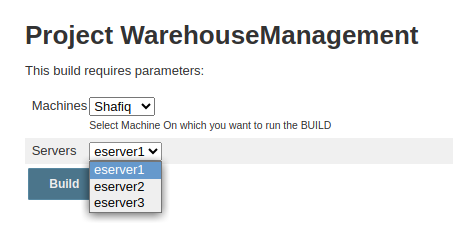 Project WarehouseManagement
This build requires parameters:
Machines Shafiq
Select Machine On which you want to run the BUILD
Servers eserver1
eserver1
Build eserver2
eserver3